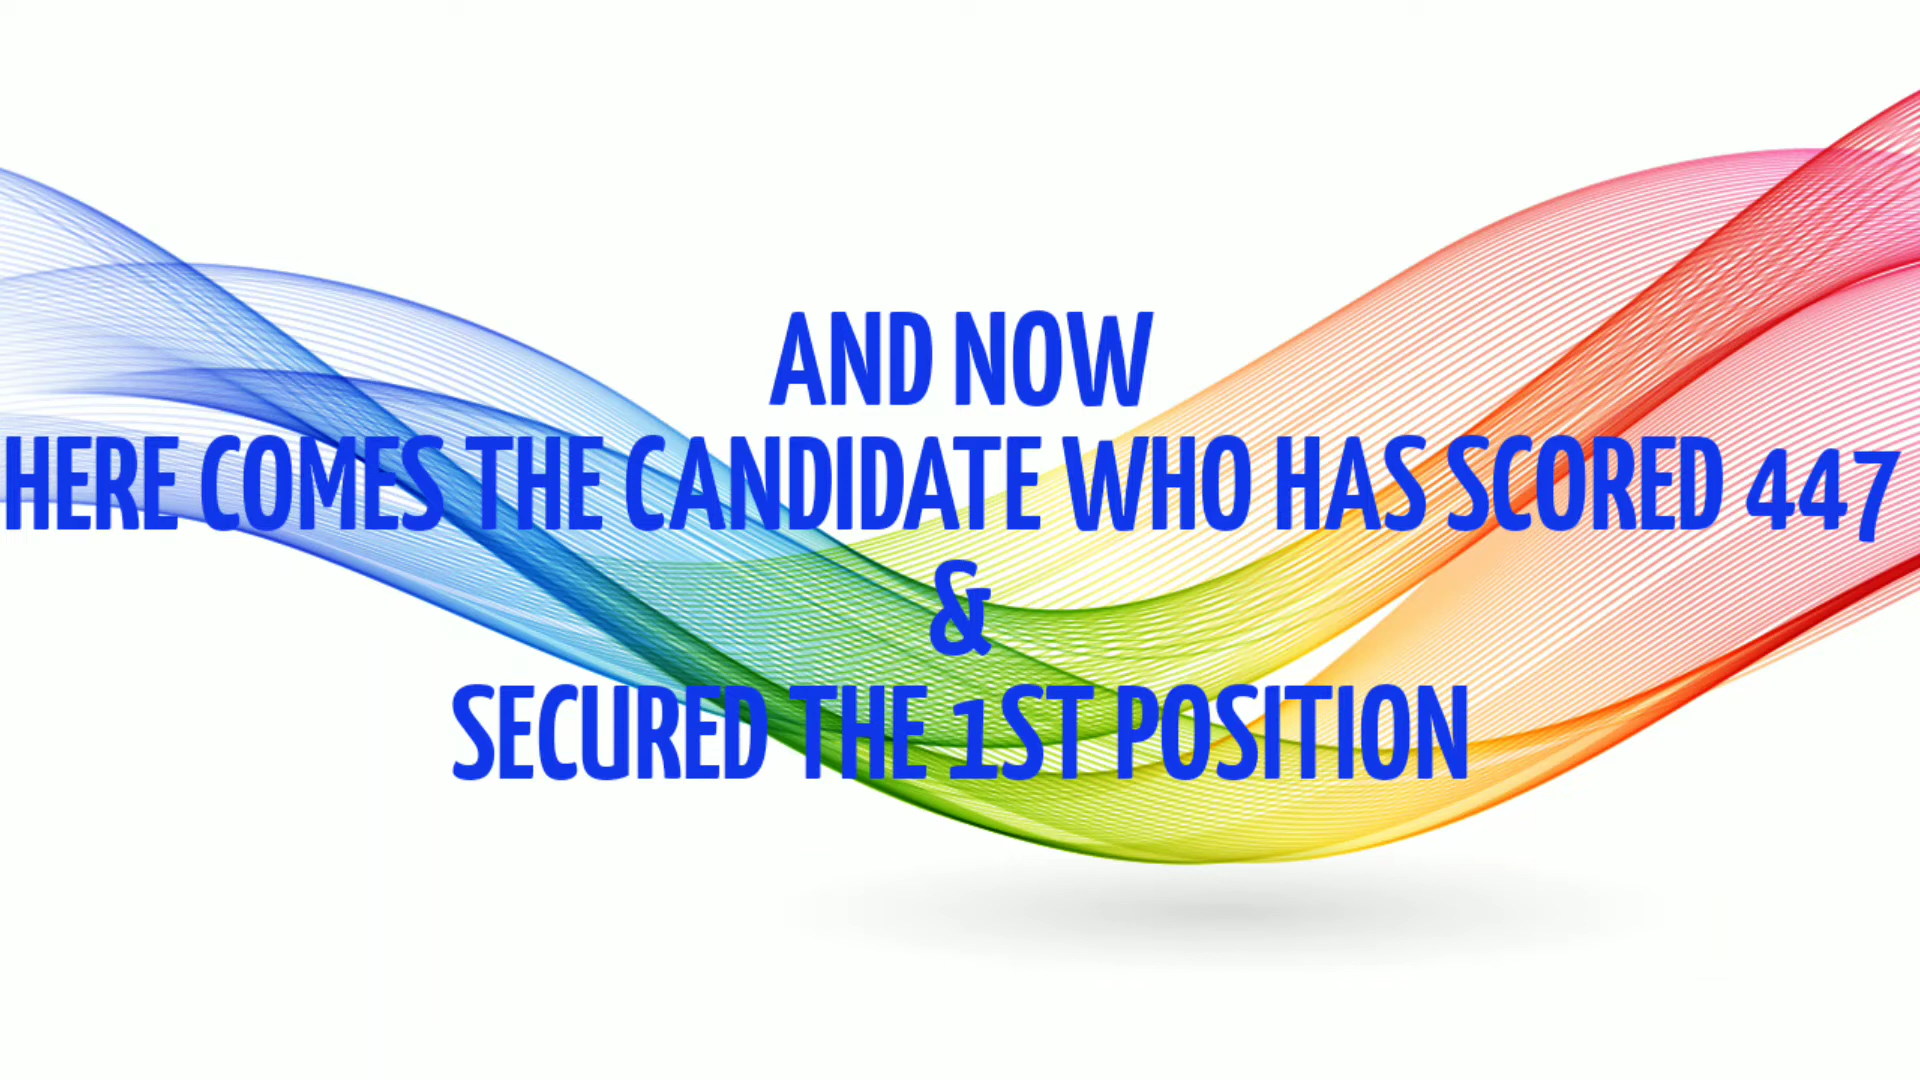 AND NOW
HERE COMES THE CANDIDATE WHO HAS SCORED 447
&
SECURED THE 1ST POSITION